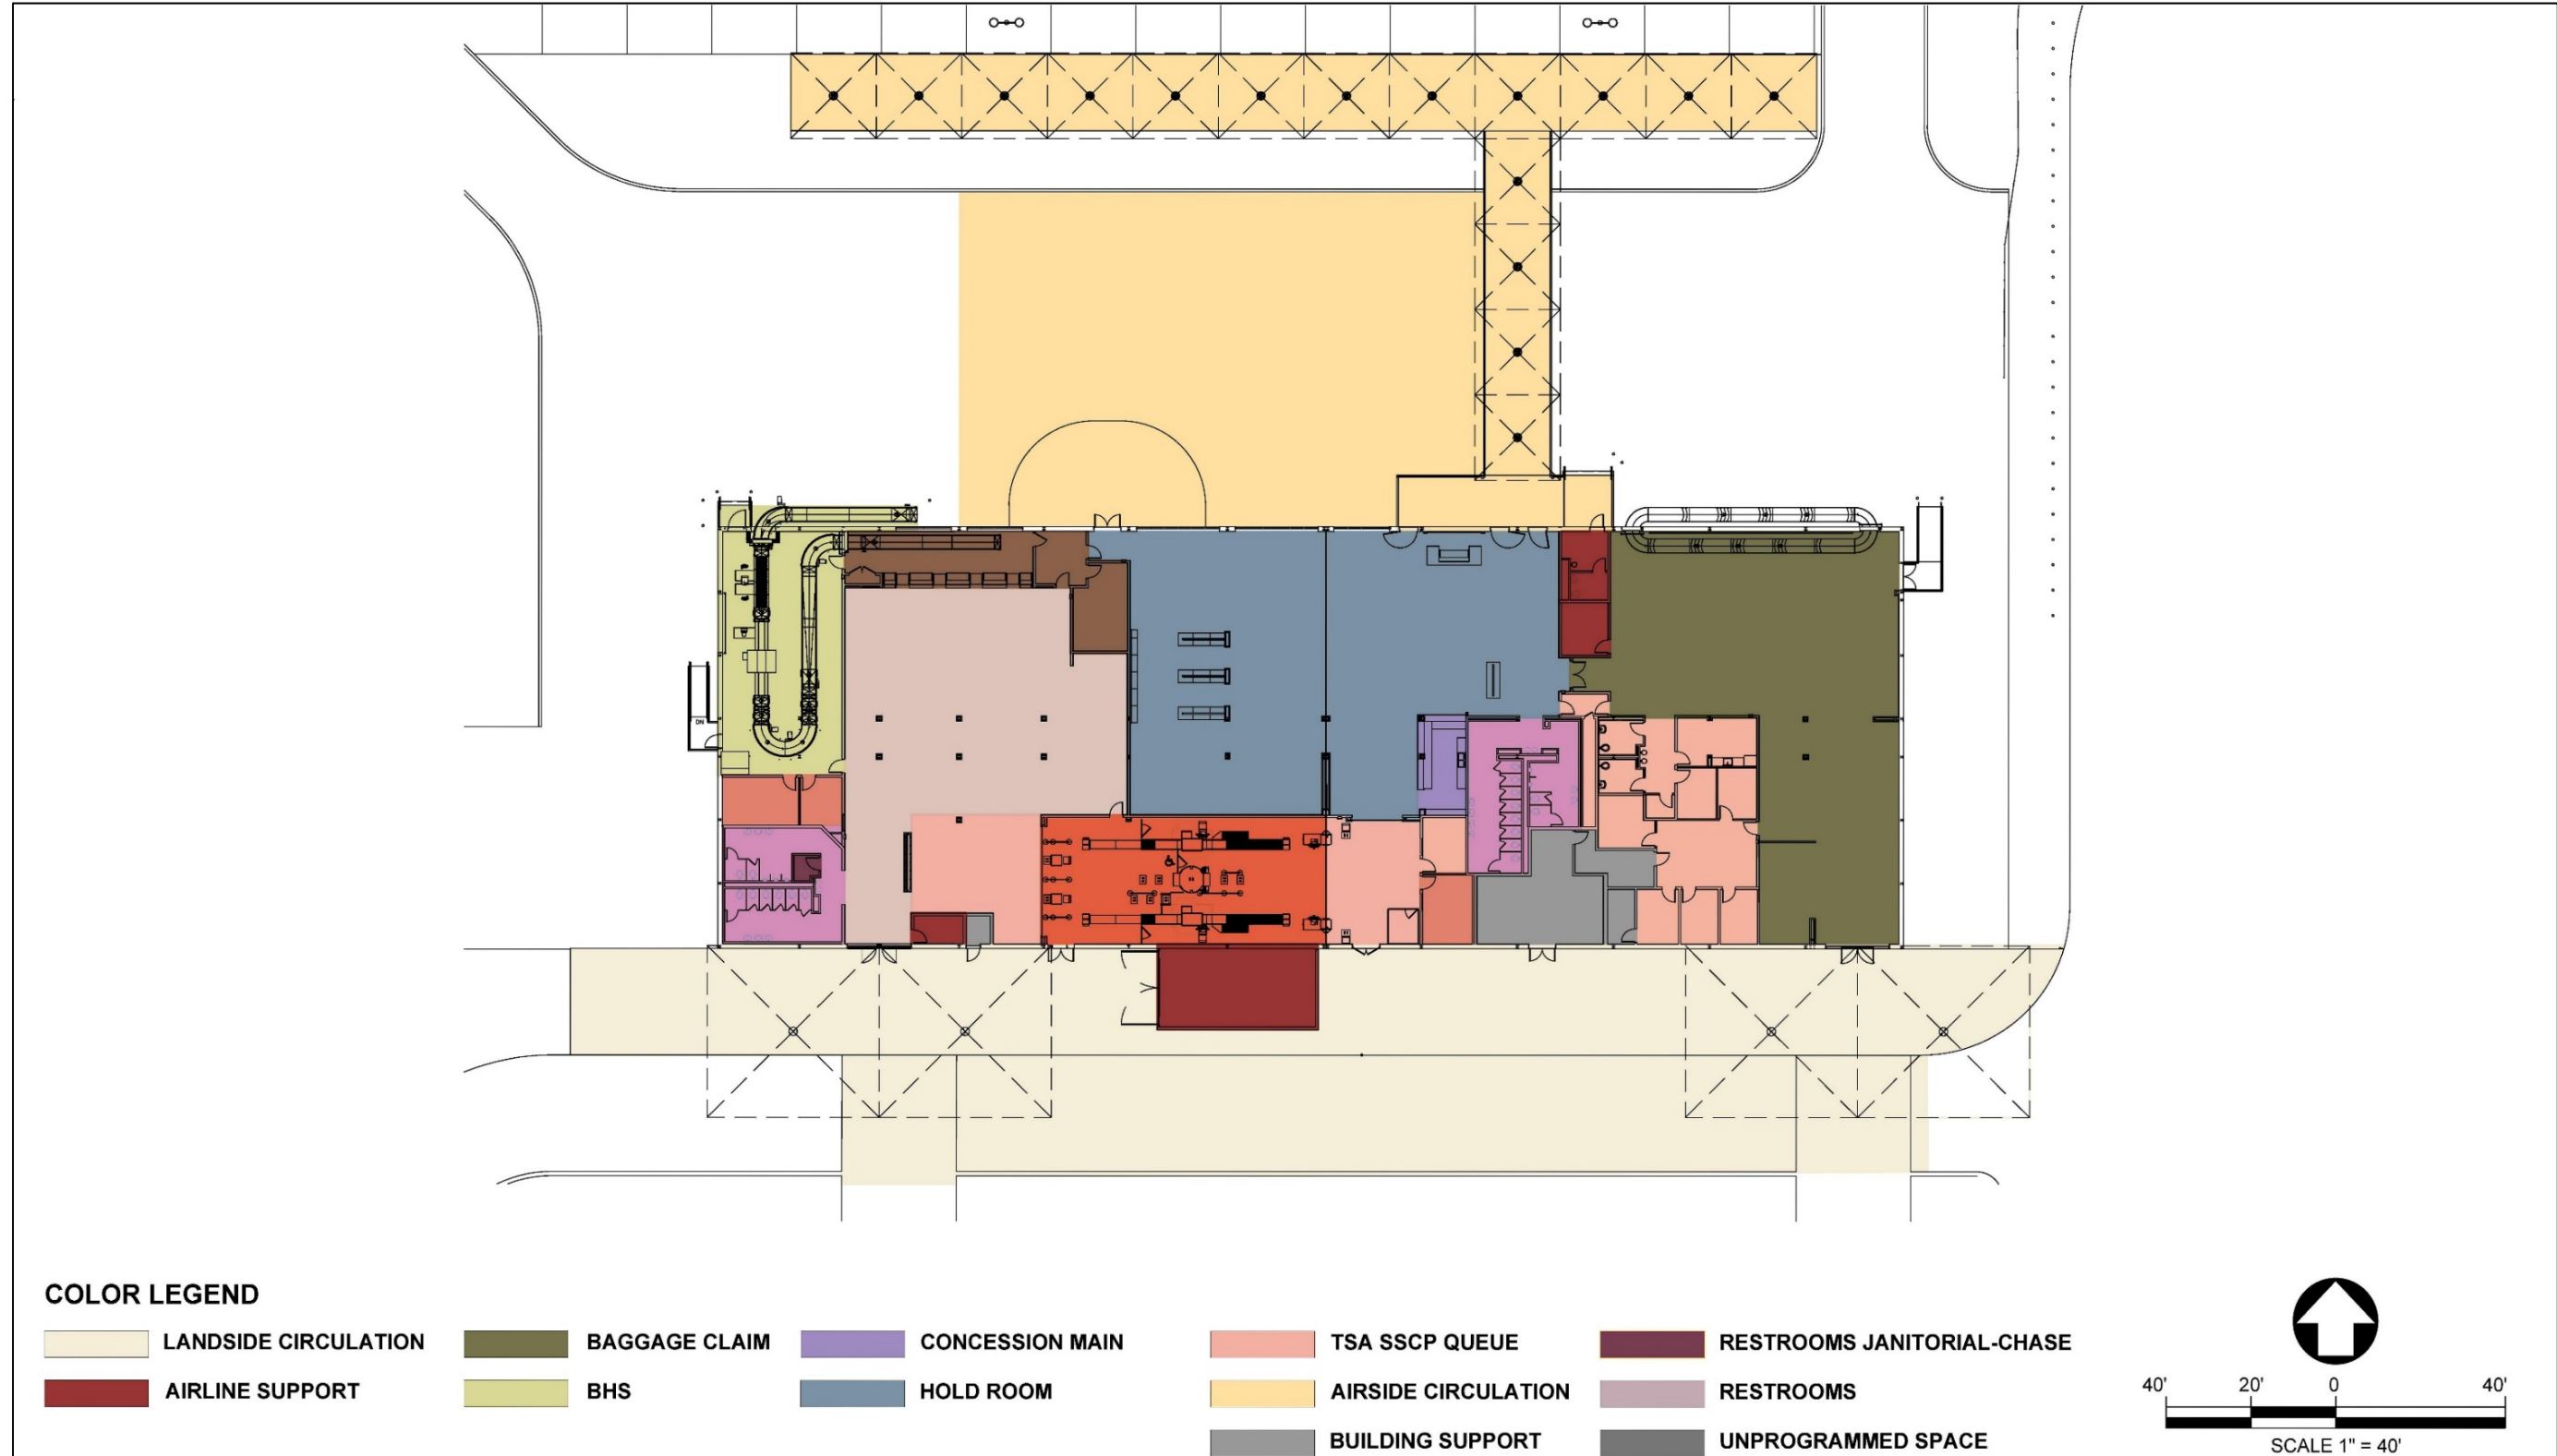 DN
COLOR LEGEND
LANDSIDE CIRCULATION
AIRLINE SUPPORT
BAGGAGE CLAIM
BHS
CONCESSION MAIN
HOLD ROOM
TSA SSCP QUEUE
AIRSIDE CIRCULATION
BUILDING SUPPORT
RESTROOMS JANITORIAL-CHASE
RESTROOMS
UNPROGRAMMED SPACE
40' 20' 0 40'
SCALE 1" = 40'